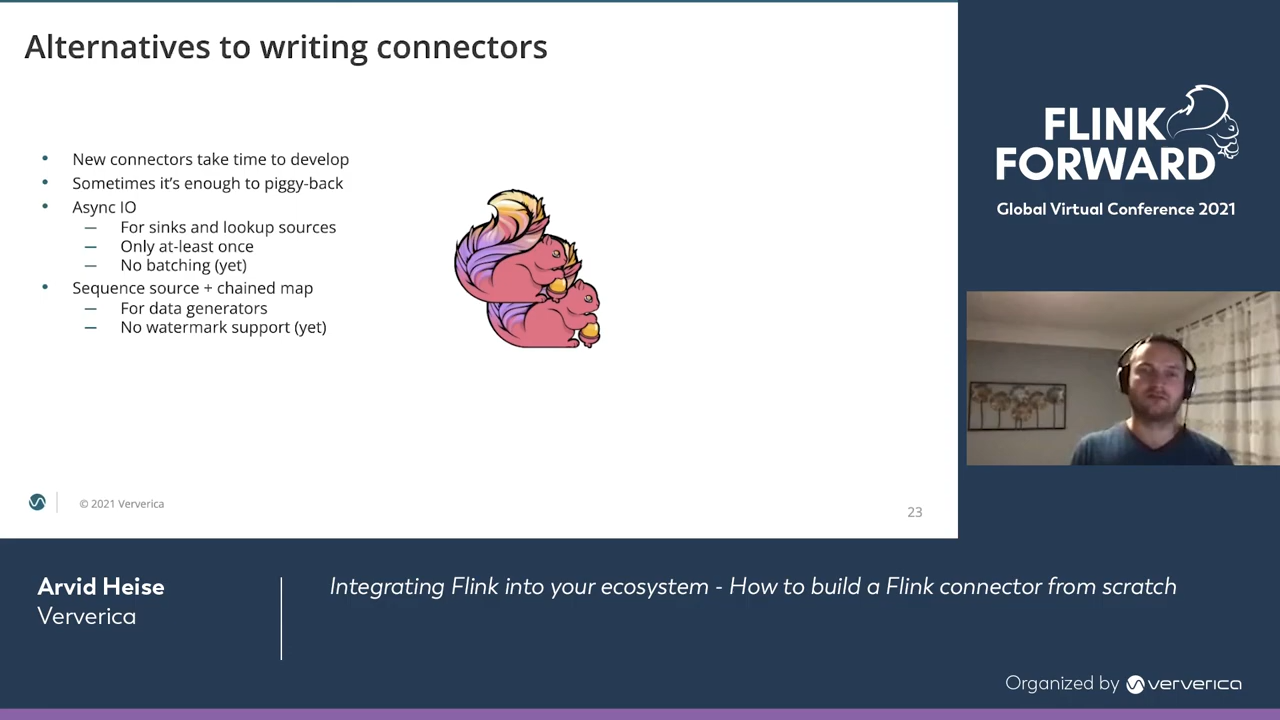 Alternatives to writing connectors
• New connectors take time to develop
• Sometimes it’s enough to piggy-back
• Async IO
— For sinks and lookup sources
— Only at-least once
— No batching (yet)
• Sequence source + chained map
— For data generators
— No watermark support (yet)
© 2021 Ververica
23
FLINK
FORWARD
Global Virtual Conference 2021
Arvid Heise
Ververica
Integrating Flink into your ecosystem - How to build a Flink connector from scratch
Organized by ververica